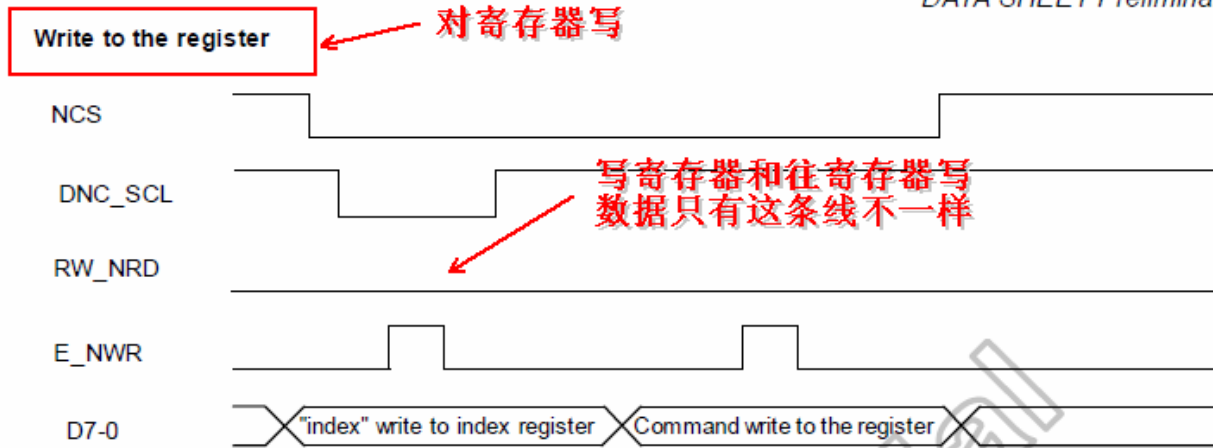 DATA SHEET Prelimina
Write to the register
对寄存器写
NCS
DNC_SCL
写寄存器和往寄存器写
数据只有这条线不一样
RW_NRD
E_NWR
D7-0
"index" write to index register
Command write to the register